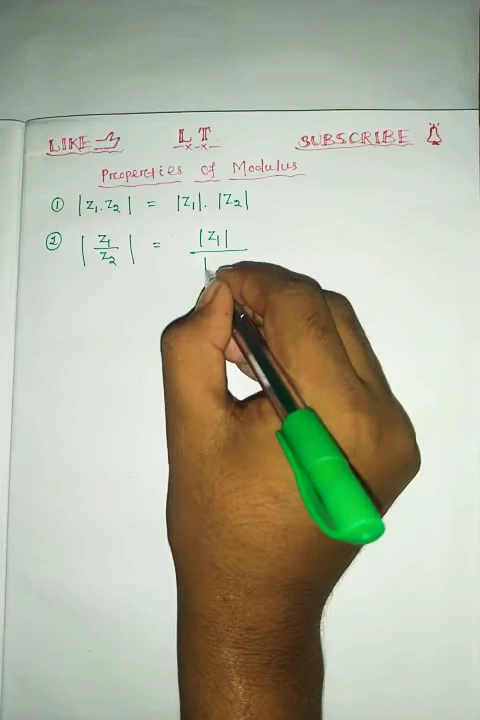 LIKE LT SUBSCRIBE
Properties of Modulus
① |z₁.z₂| = |z₁|.|z₂|
② |z₁/z₂| = |z₁|/|